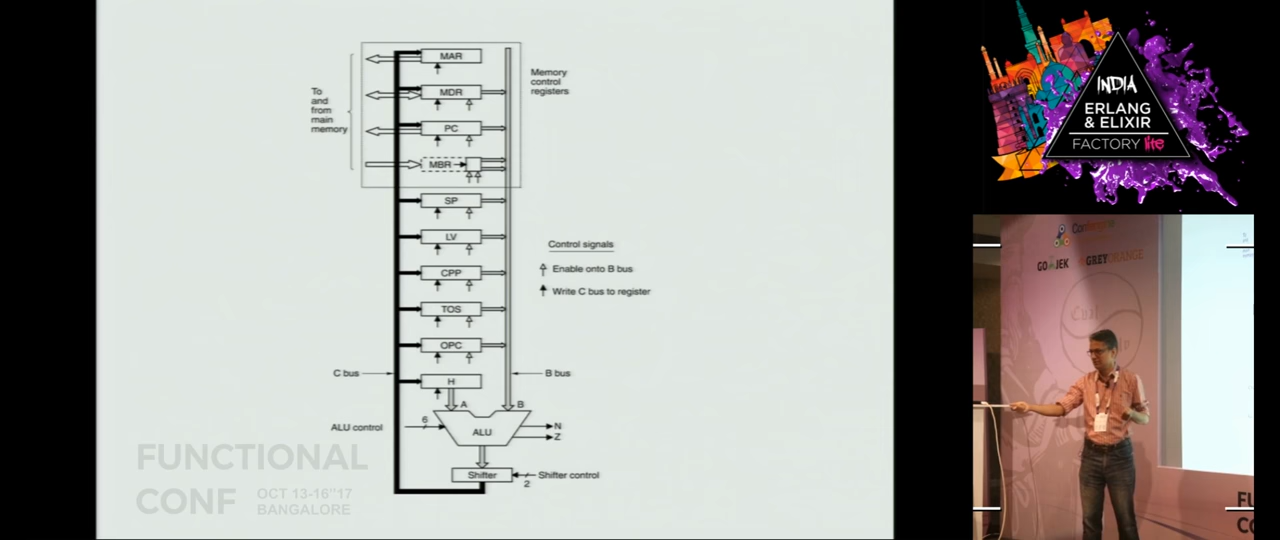 MAR
To
and
from
main
memory
MDR
Memory
control
registers
PC
MBR
SP
LV
Control signals
CPP
Enable onto B bus
Write C bus to register
TOS
OPC
C bus
H
B bus
A
B
6
ALU control
ALU
N
Z
Shifter
Shifter control
2
FUNCTIONAL
CONF
OCT 13-16"17
BANGALORE
INDIA
ERLANG
& ELIXIR
FACTORY lite
GO JEK
GREYORANGE